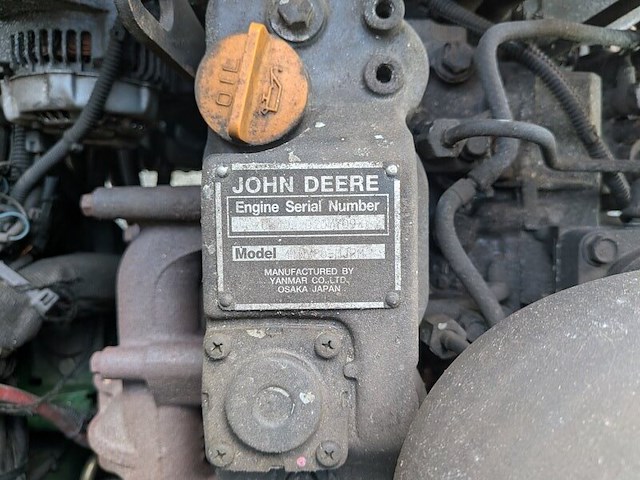 OIL
JOHN DEERE
Engine Serial Number
Model
MANUFACTURED BY
YANMAR CO.,LTD.
OSAKA JAPAN